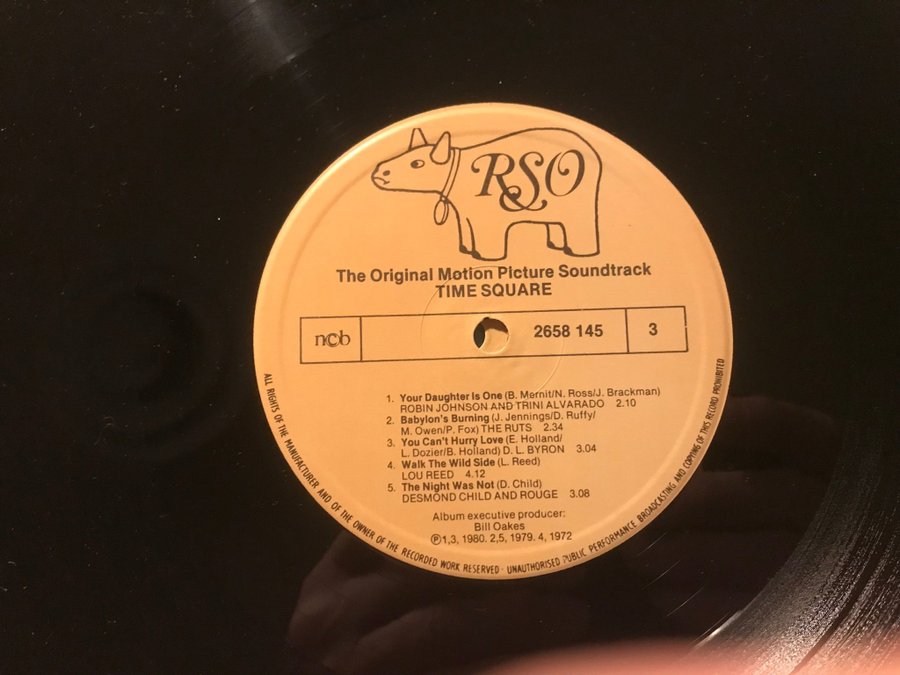 RSO
The Original Motion Picture Soundtrack
TIME SQUARE
ncb 2658 145 3
1. Your Daughter Is One (B. Mernit/N. Ross/J. Brackman)
ROBIN JOHNSON AND TRINI ALVARADO 2.10
2. Babylon's Burning (J. Jennings/D. Ruffy/
M. Owen/P. Fox) THE RUTS 2.34
3. You Can't Hurry Love (E. Holland/
L. Dozier/B. Holland) D. L. BYRON 3.04
4. Walk The Wild Side (L. Reed)
LOU REED 4.12
5. The Night Was Not (D. Child)
DESMOND CHILD AND ROUGE 3.08
Album executive producer:
Bill Oakes
℗1,3, 1980. 2,5, 1979. 4, 1972
ALL RIGHTS OF THE MANUFACTURER AND OF THE OWNER OF THE RECORDED WORK RESERVED · UNAUTHORISED PUBLIC PERFORMANCE BROADCASTING AND COPYING OF THIS RECORD PROHIBITED